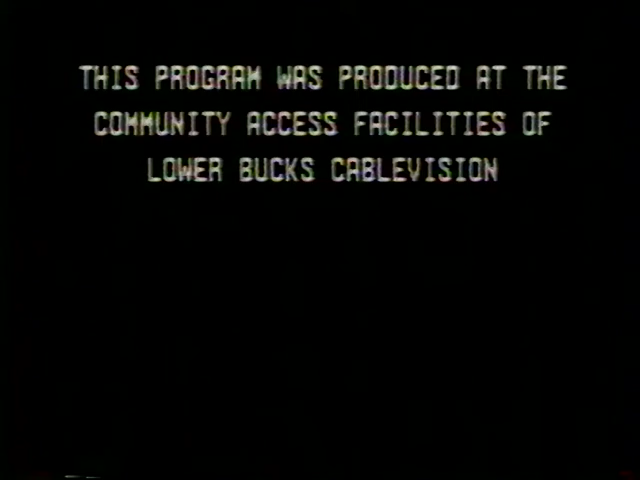 THIS PROGRAM WAS PRODUCED AT THE
COMMUNITY ACCESS FACILITIES OF
LOWER BUCKS CABLEVISION